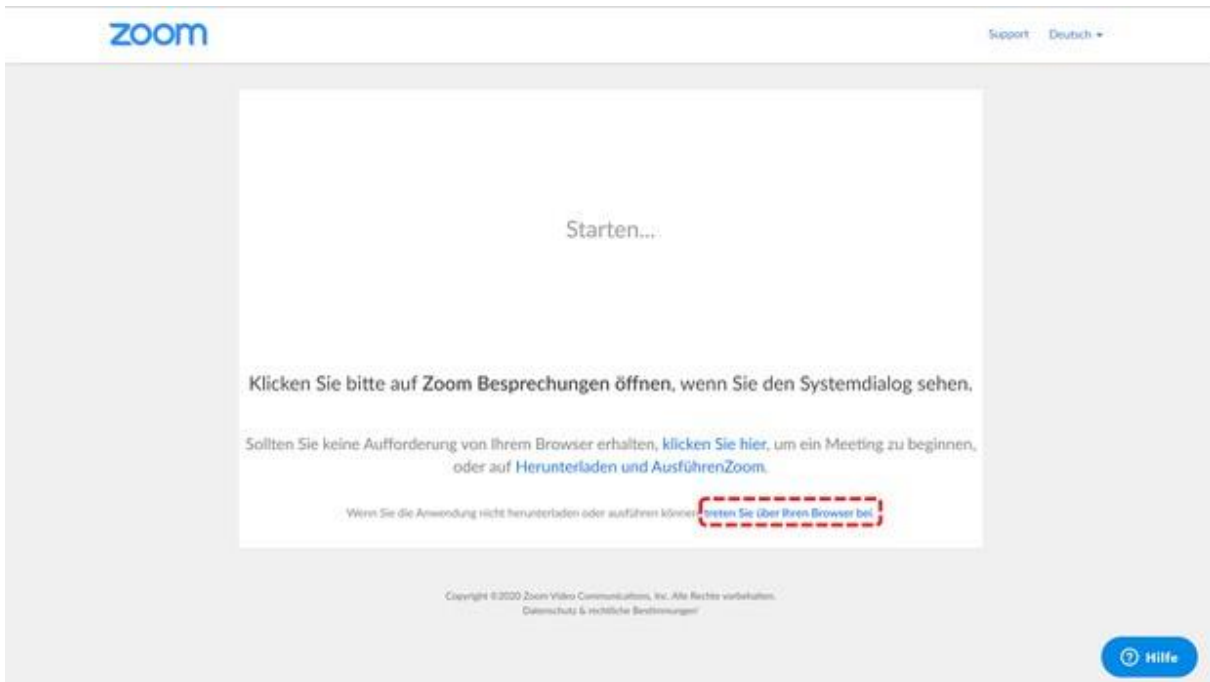 zoom
Support Deutsch
Starten...
Klicken Sie bitte auf Zoom Besprechungen öffnen, wenn Sie den Systemdialog sehen.
Sollten Sie keine Aufforderung von Ihrem Browser erhalten, klicken Sie hier, um ein Meeting zu beginnen,
oder auf Herunterladen und AusführenZoom.
Wenn Sie die Anwendung nicht herunterladen oder ausführen können, treten Sie über Ihren Browser bei.
Copyright ©2020 Zoom Video Communications, Inc. Alle Rechte vorbehalten.
Datenschutz & rechtliche Bestimmungen
Hilfe